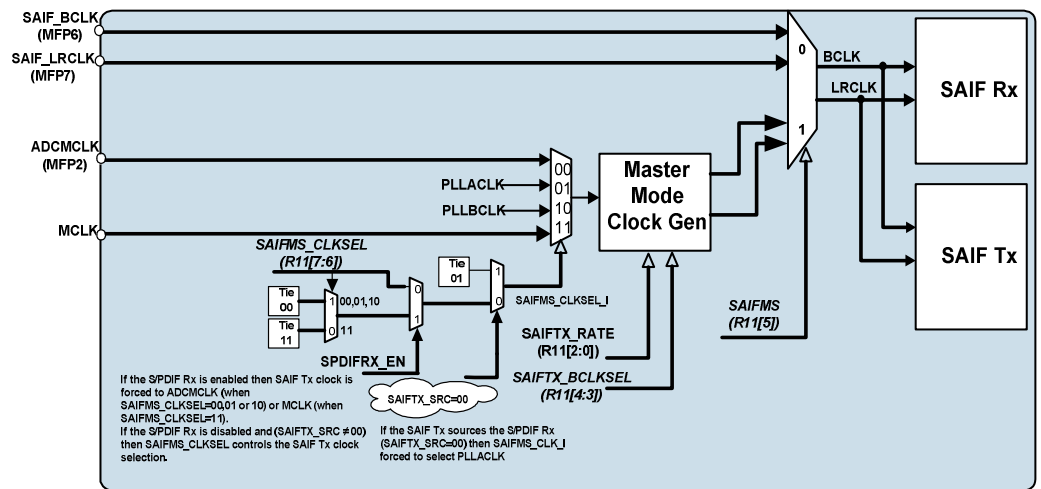 SAIF_BCLK
(MFP6)
SAIF_LRCLK
(MFP7)
0
BCLK
LRCLK
1
SAIF Rx
ADCMCLK
(MFP2)
PLLACLK
PLLBCLK
MCLK
00
01
10
11
Master
Mode
Clock Gen
SAIF Tx
SAIFMS_CLKSEL
(R11[7:6])
Tie
00
Tie
11
1
0
00,01,10
11
0
1
Tie
01
1
0
SAIFMS_CLKSEL_I
SPDIFRX_EN
SAIFTX_SRC=00
SAIFTX_RATE
(R11[2:0])
SAIFTX_BCLKSEL
(R11[4:3])
SAIFMS
(R11[5])
If the S/PDIF Rx is enabled then SAIF Tx clock is
forced to ADCMCLK (when
SAIFMS_CLKSEL=00,01 or 10) or MCLK (when
SAIFMS_CLKSEL=11).
If the S/PDIF Rx is disabled and (SAIFTX_SRC ≠00)
then SAIFMS_CLKSEL controls the SAIF Tx clock
selection.
If the SAIF Tx sources the S/PDIF Rx
(SAIFTX_SRC=00) then SAIFMS_CLK_I
forced to select PLLACLK